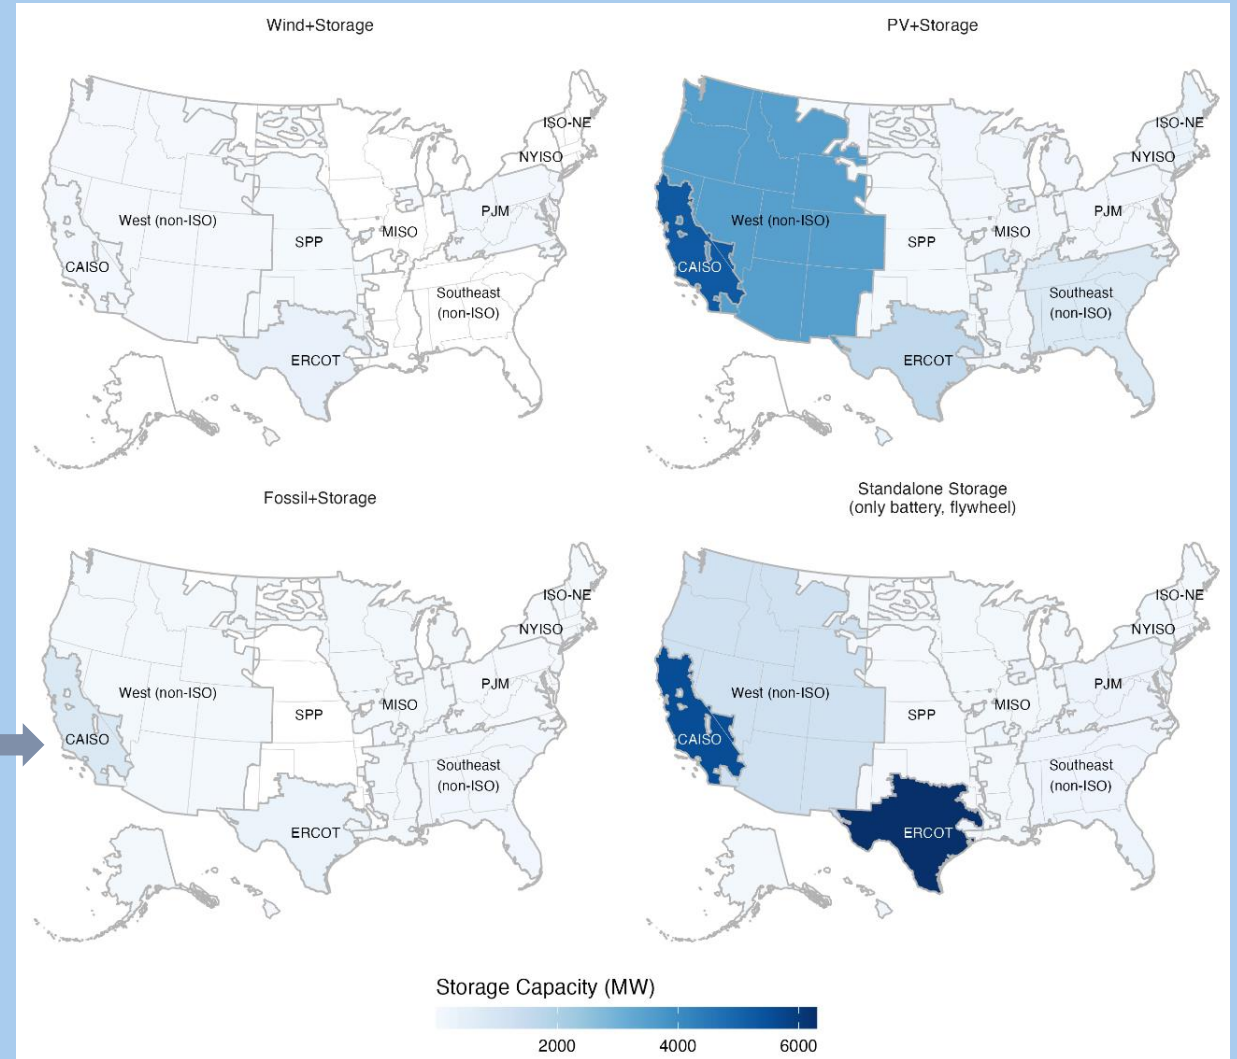 Wind+Storage
ISO-NE
NYISO
PJM
West (non-ISO)
MISO
SPP
CAISO
Southeast
(non-ISO)
ERCOT
PV+Storage
ISO-NE
NYISO
PJM
West (non-ISO)
MISO
SPP
CAISO
Southeast
(non-ISO)
ERCOT
Fossil+Storage
ISO-NE
NYISO
PJM
West (non-ISO)
MISO
SPP
CAISO
Southeast
(non-ISO)
ERCOT
Standalone Storage
(only battery, flywheel)
ISO-NE
NYISO
PJM
West (non-ISO)
MISO
SPP
CAISO
Southeast
(non-ISO)
ERCOT
Storage Capacity (MW)
2000 4000 6000